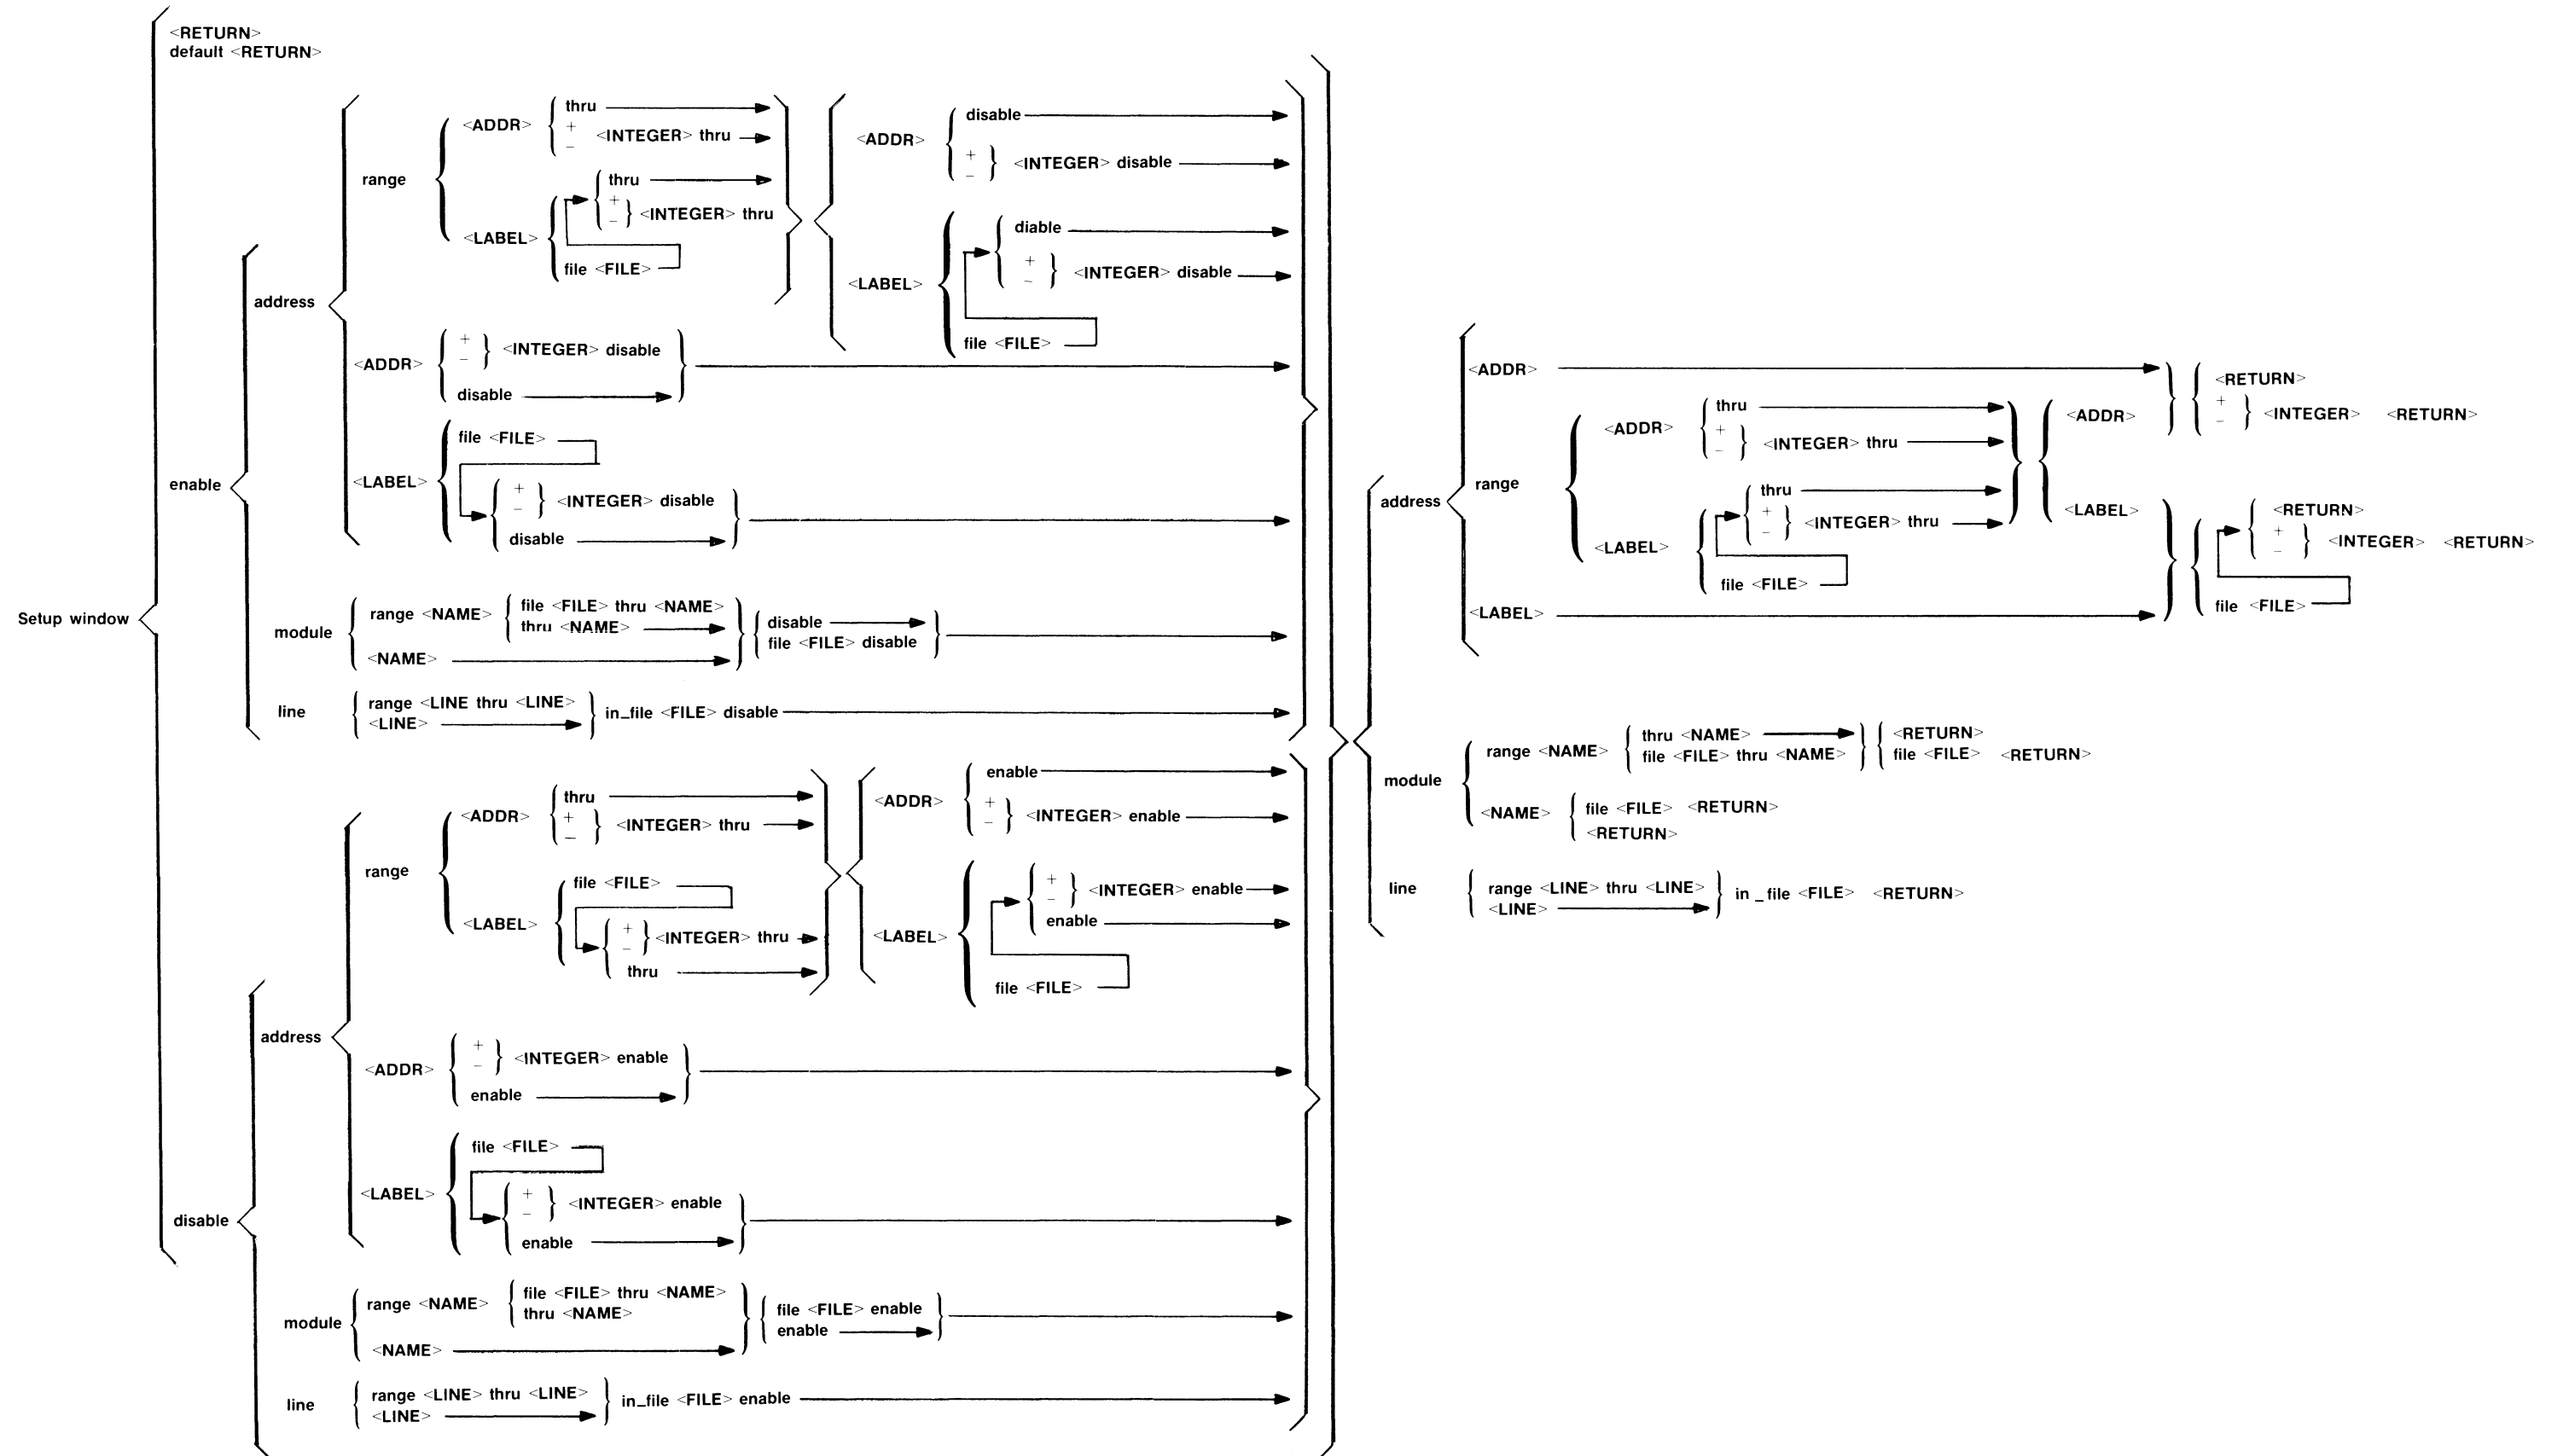 <RETURN>
default <RETURN>
Setup window
enable
address
range
<ADDR>
thru
+
-
<INTEGER> thru
<LABEL>
thru
+
-
<INTEGER> thru
file <FILE>
<ADDR>
disable
+
-
<INTEGER> disable
<LABEL>
diable
+
-
<INTEGER> disable
file <FILE>
<ADDR>
+
-
<INTEGER> disable
disable
<LABEL>
file <FILE>
+
-
<INTEGER> disable
disable
module
range <NAME>
file <FILE> thru <NAME>
thru <NAME>
<NAME>
disable
file <FILE> disable
line
range <LINE thru <LINE>
<LINE>
in_file <FILE> disable
disable
address
range
<ADDR>
thru
+
-
<INTEGER> thru
<LABEL>
file <FILE>
+
-
<INTEGER> thru
thru
<ADDR>
enable
+
-
<INTEGER> enable
<LABEL>
+
-
<INTEGER> enable
enable
file <FILE>
<ADDR>
+
-
<INTEGER> enable
enable
<LABEL>
file <FILE>
+
-
<INTEGER> enable
enable
module
range <NAME>
file <FILE> thru <NAME>
thru <NAME>
<NAME>
file <FILE> enable
enable
line
range <LINE> thru <LINE>
<LINE>
in_file <FILE> enable
address
<ADDR>
range
<ADDR>
thru
+
-
<INTEGER> thru
<LABEL>
thru
+
-
<INTEGER> thru
file <FILE>
<ADDR>
<LABEL>
<RETURN>
+
-
<INTEGER> <RETURN>
<LABEL>
<RETURN>
+
-
<INTEGER> <RETURN>
file <FILE>
module
range <NAME>
thru <NAME>
file <FILE> thru <NAME>
<RETURN>
file <FILE> <RETURN>
<NAME>
file <FILE> <RETURN>
<RETURN>
line
range <LINE> thru <LINE>
<LINE>
in _ file <FILE> <RETURN>